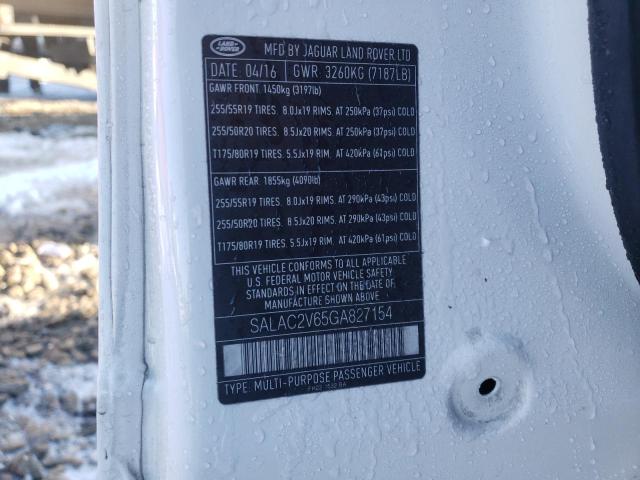 LAND ROVER
MFD BY JAGUAR LAND ROVER LTD
DATE: 04/16 GWR: 3260KG (7187LB)
GAWR FRONT: 1450kg (3197lb)
255/55R19 TIRES. 8.0Jx19 RIMS. AT 250kPa (37psi) COLD
255/50R20 TIRES. 8.5Jx20 RIMS. AT 250kPa (37psi) COLD
T175/80R19 TIRES. 5.5Jx19 RIM. AT 420kPa (61psi) COLD
GAWR REAR: 1855kg (4090lb)
255/55R19 TIRES. 8.0Jx19 RIMS. AT 290kPa (43psi) COLD
255/50R20 TIRES. 8.5Jx20 RIMS. AT 290kPa (43psi) COLD
T175/80R19 TIRES. 5.5Jx19 RIM. AT 420kPa (61psi) COLD
THIS VEHICLE CONFORMS TO ALL APPLICABLE
U.S. FEDERAL MOTOR VEHICLE SAFETY
STANDARDS IN EFFECT ON THE DATE OF
MANUFACTURE SHOWN ABOVE.
SALAC2V65GA827154
TYPE: MULTI-PURPOSE PASSENGER VEHICLE